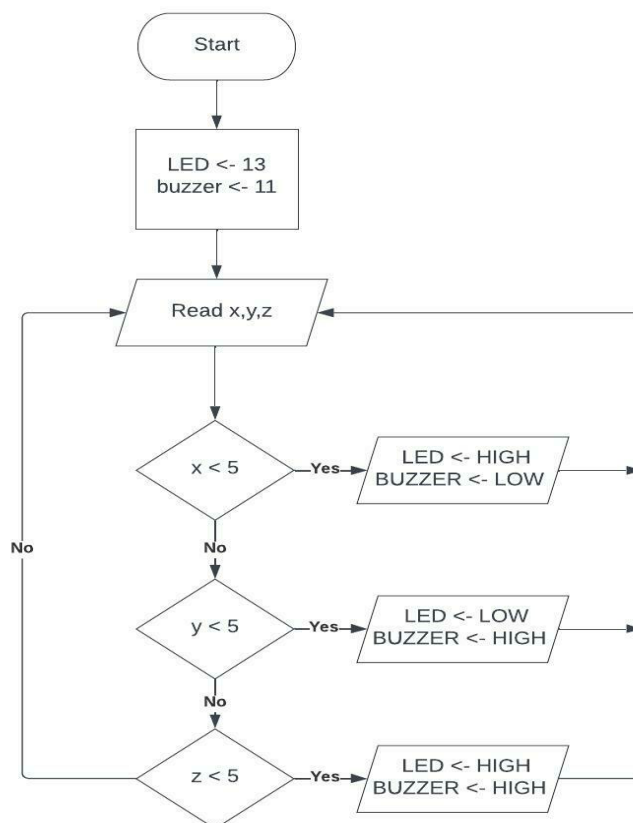 Start
LED <- 13
buzzer <- 11
Read x,y,z
x < 5
Yes
LED <- HIGH
BUZZER <- LOW
No
No
y < 5
Yes
LED <- LOW
BUZZER <- HIGH
No
z < 5
Yes
LED <- HIGH
BUZZER <- HIGH